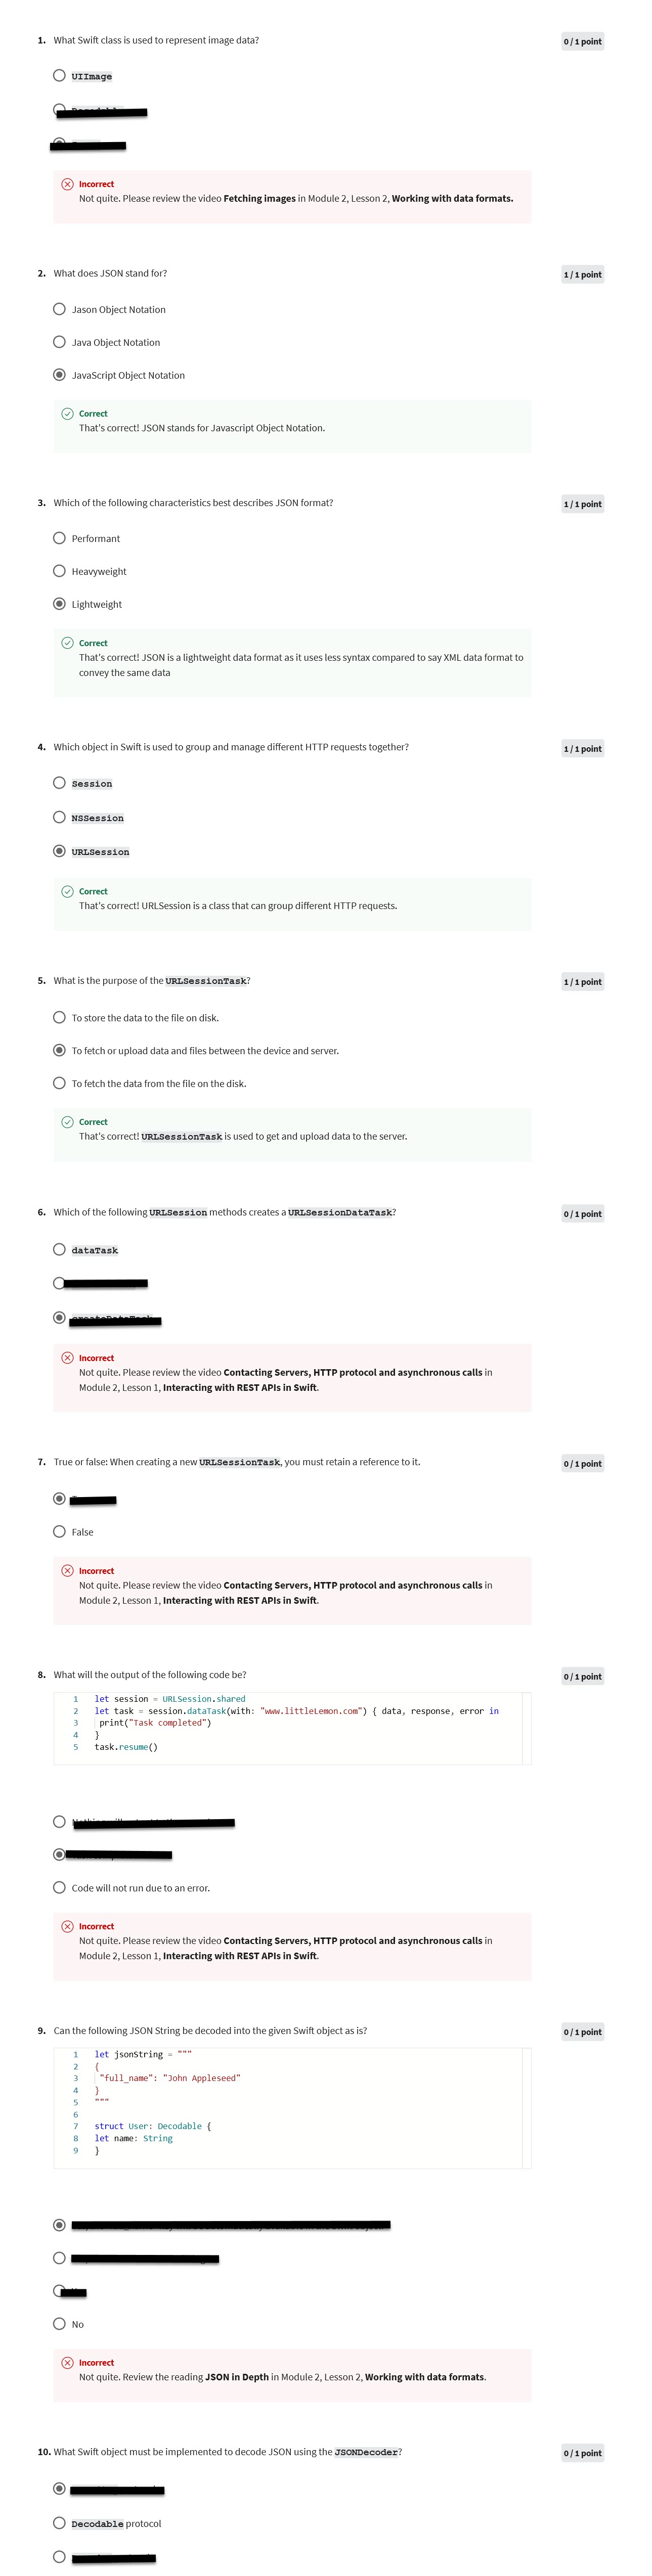 1. What Swift class is used to represent image data?
0 / 1 point
UIImage
Incorrect
Not quite. Please review the video Fetching images in Module 2, Lesson 2, Working with data formats.
2. What does JSON stand for?
1 / 1 point
Jason Object Notation
Java Object Notation
JavaScript Object Notation
Correct
That's correct! JSON stands for Javascript Object Notation.
3. Which of the following characteristics best describes JSON format?
1 / 1 point
Performant
Heavyweight
Lightweight
Correct
That's correct! JSON is a lightweight data format as it uses less syntax compared to say XML data format to
convey the same data
4. Which object in Swift is used to group and manage different HTTP requests together?
1 / 1 point
Session
NSSession
URLSession
Correct
That's correct! URLSession is a class that can group different HTTP requests.
5. What is the purpose of the URLSessionTask?
1 / 1 point
To store the data to the file on disk.
To fetch or upload data and files between the device and server.
To fetch the data from the file on the disk.
Correct
That's correct! URLSessionTask is used to get and upload data to the server.
6. Which of the following URLSession methods creates a URLSessionDataTask?
0 / 1 point
dataTask
Incorrect
Not quite. Please review the video Contacting Servers, HTTP protocol and asynchronous calls in
Module 2, Lesson 1, Interacting with REST APIs in Swift.
7. True or false: When creating a new URLSessionTask, you must retain a reference to it.
0 / 1 point
False
Incorrect
Not quite. Please review the video Contacting Servers, HTTP protocol and asynchronous calls in
Module 2, Lesson 1, Interacting with REST APIs in Swift.
8. What will the output of the following code be?
0 / 1 point
1 let session = URLSession.shared
2 let task = session.dataTask(with: "www.littleLemon.com") { data, response, error in
3 print("Task completed")
4 }
5 task.resume()
Code will not run due to an error.
Incorrect
Not quite. Please review the video Contacting Servers, HTTP protocol and asynchronous calls in
Module 2, Lesson 1, Interacting with REST APIs in Swift.
9. Can the following JSON String be decoded into the given Swift object as is?
0 / 1 point
1 let jsonString = """
2 {
3 "full_name": "John Appleseed"
4 }
5 """
6
7 struct User: Decodable {
8 let name: String
9 }
No
Incorrect
Not quite. Review the reading JSON in Depth in Module 2, Lesson 2, Working with data formats.
10. What Swift object must be implemented to decode JSON using the JSONDecoder?
0 / 1 point
Decodable protocol